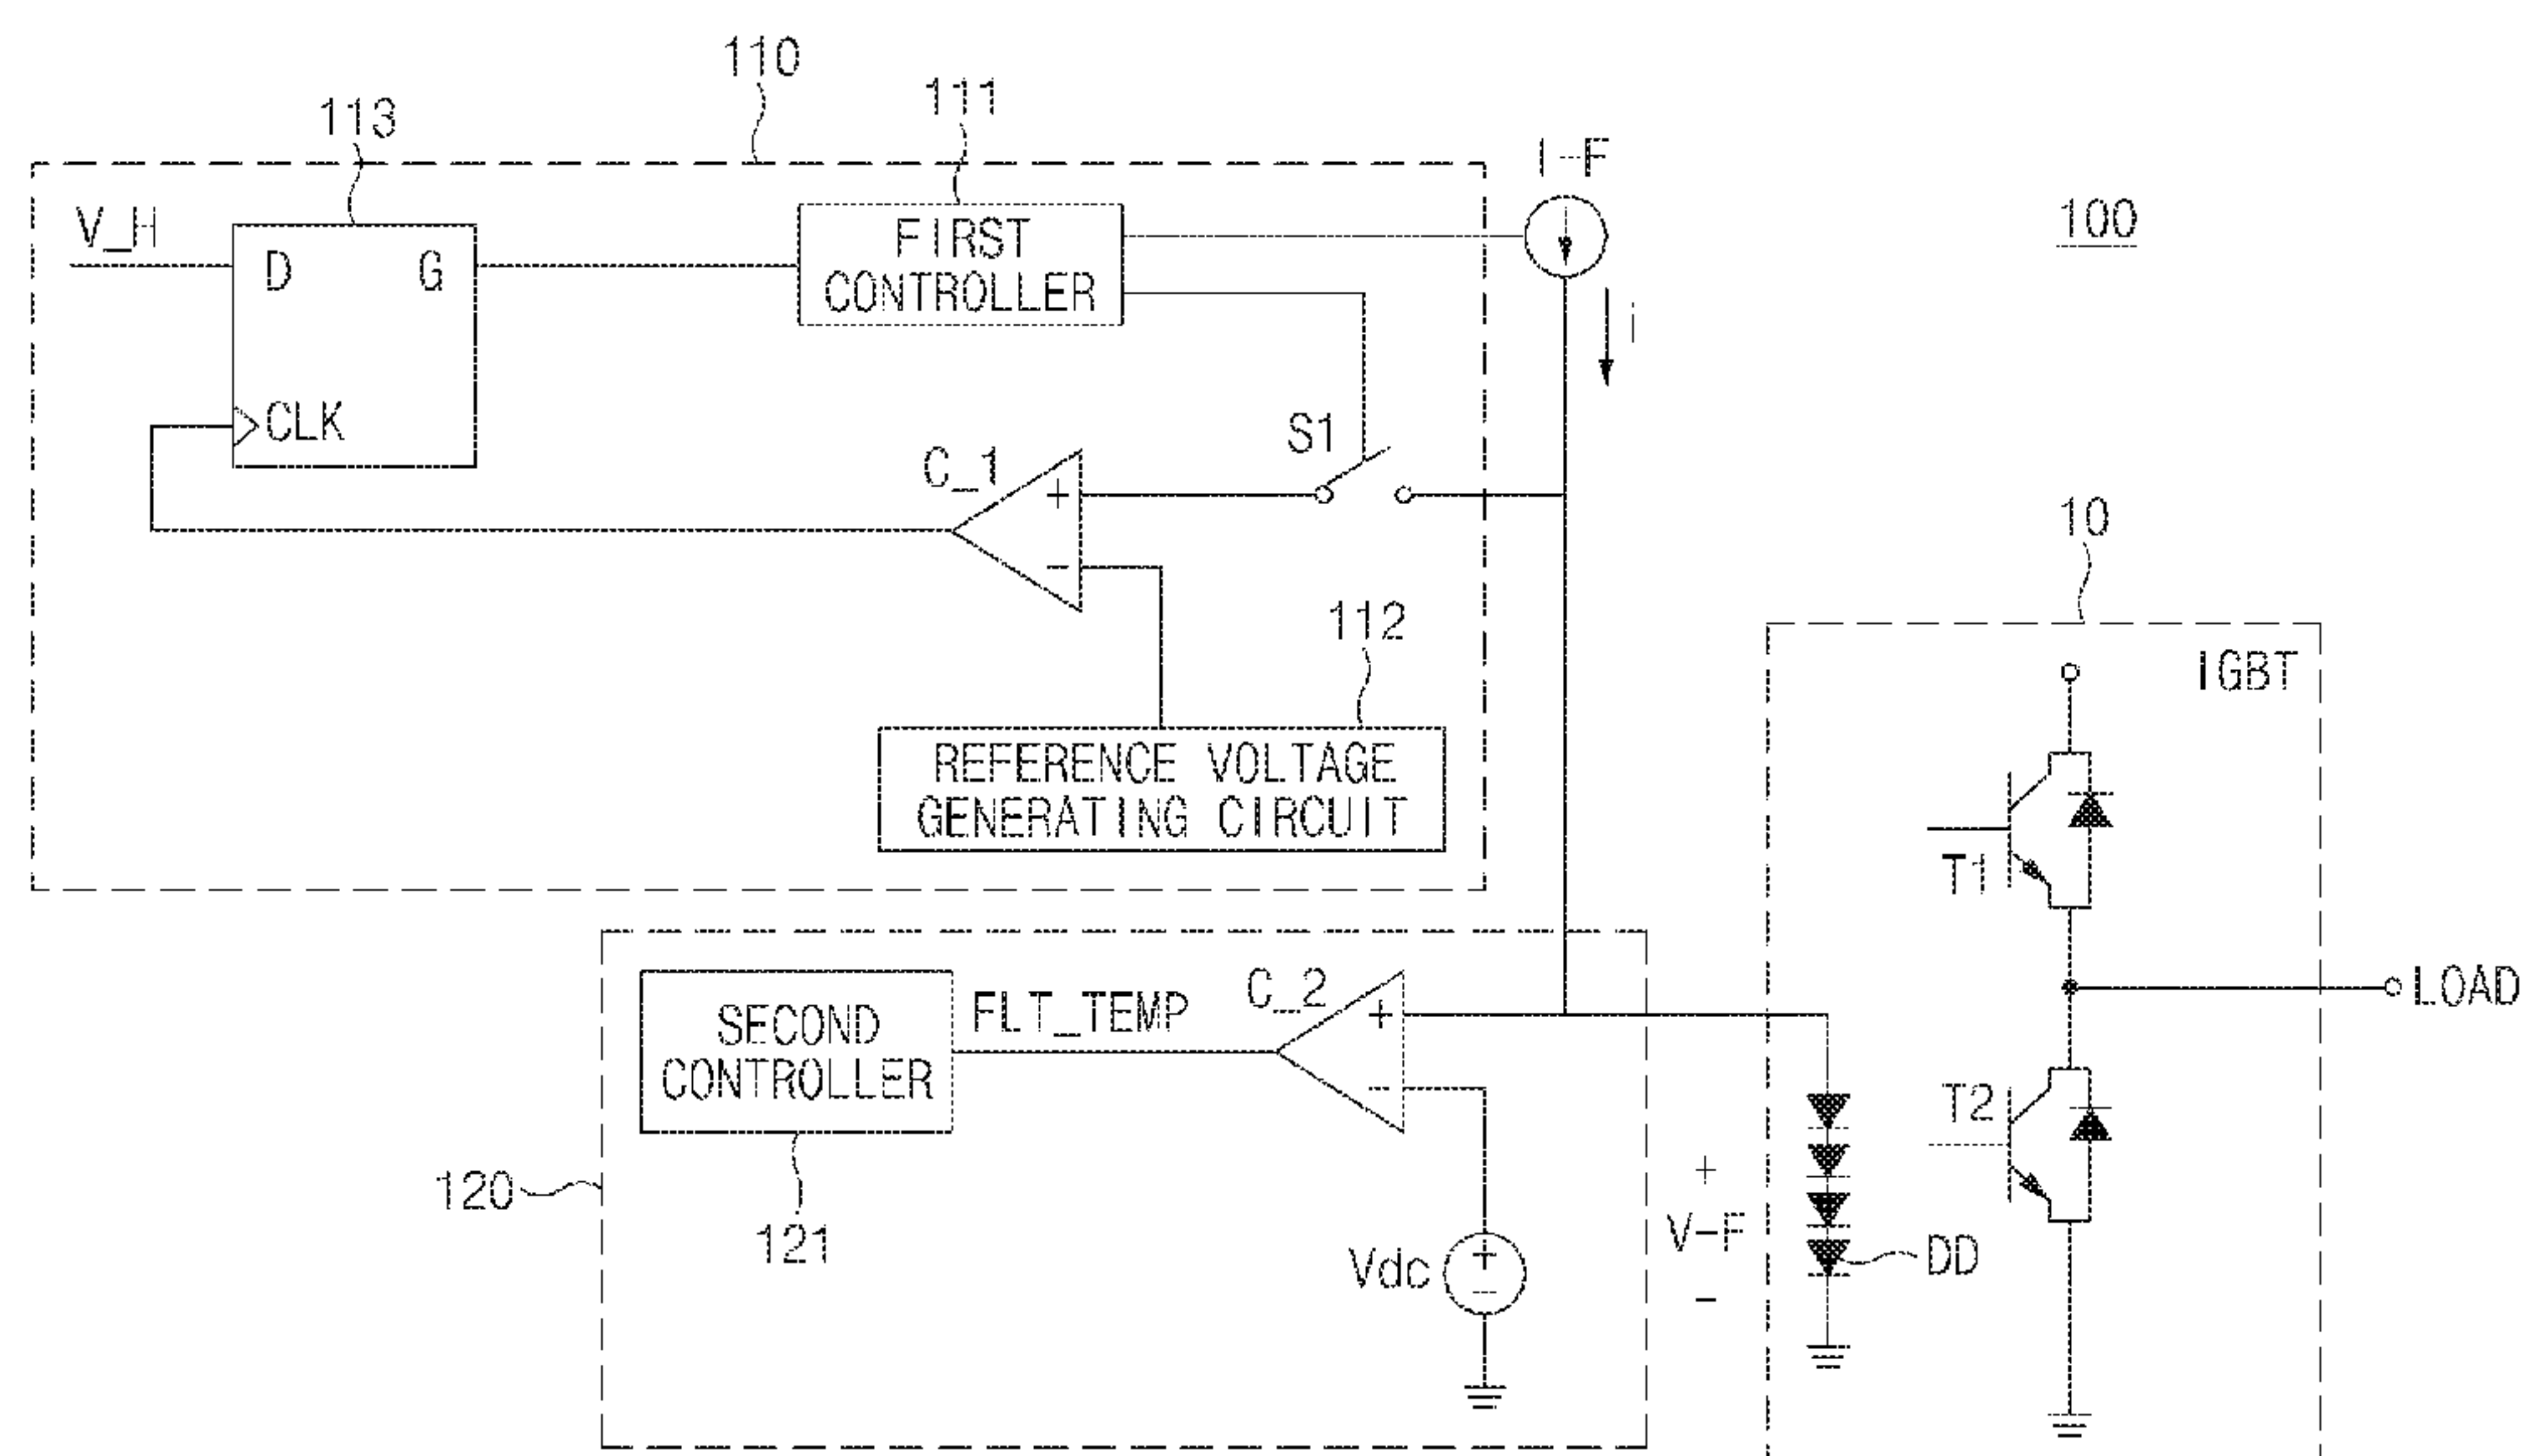 110
111
113
I-F
100
V_H
D
G
FIRST
CONTROLLER
i
CLK
S1
C_1
+
-
10
112
IGBT
REFERENCE VOLTAGE
GENERATING CIRCUIT
T1
SECOND
CONTROLLER
FLT_TEMP
C_2
+
-
LOAD
T2
120
121
Vdc
+
-
+
V-F
-
DD